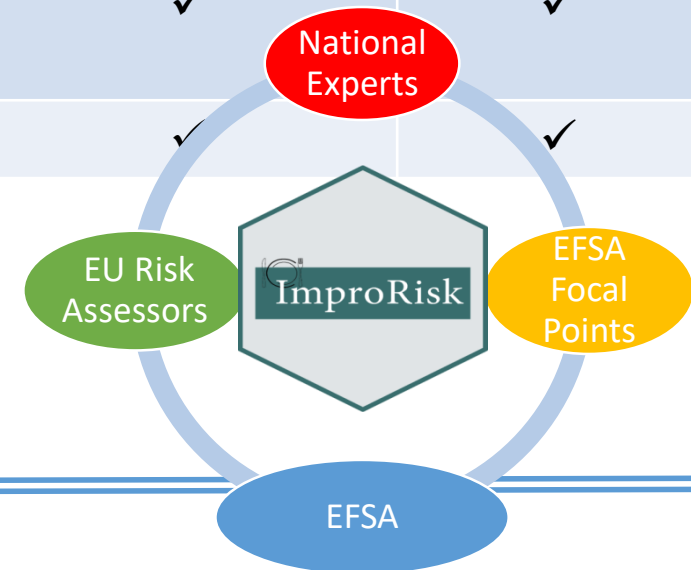 ✓ ✓
National
Experts
✓ ✓
EU Risk
Assessors
ImproRisk
EFSA
Focal
Points
EFSA